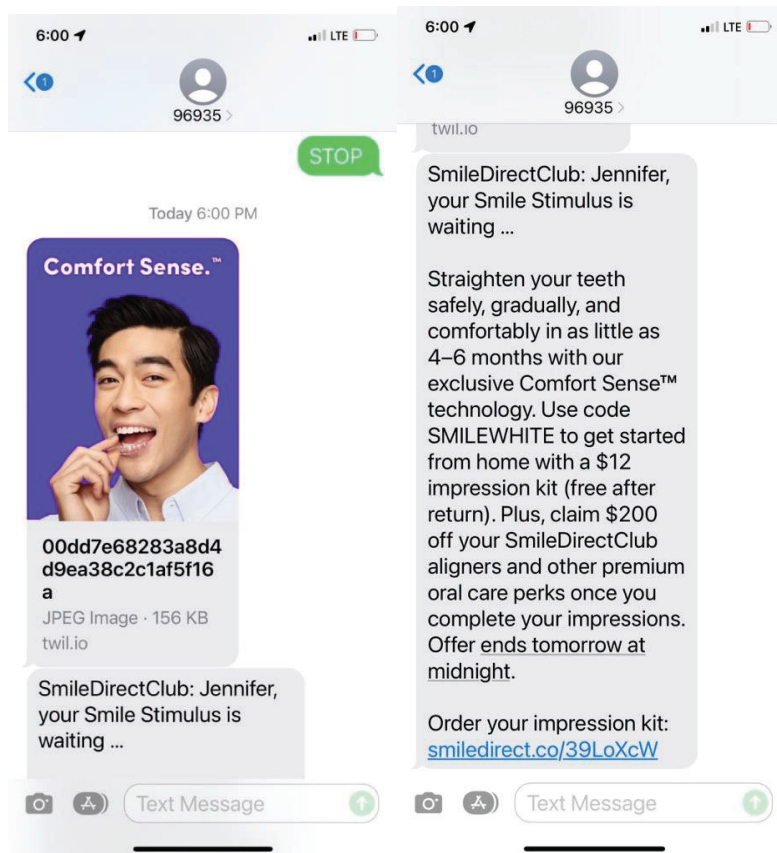 6:00
LTE
1
96935
STOP
Today 6:00 PM
Comfort Sense.™
00dd7e68283a8d4
d9ea38c2c1af5f16
a
JPEG Image · 156 KB
twil.io
SmileDirectClub: Jennifer,
your Smile Stimulus is
waiting ...
Text Message
6:00
LTE
1
96935
twil.io
SmileDirectClub: Jennifer,
your Smile Stimulus is
waiting ...
Straighten your teeth
safely, gradually, and
comfortably in as little as
4–6 months with our
exclusive Comfort Sense™
technology. Use code
SMILEWHITE to get started
from home with a $12
impression kit (free after
return). Plus, claim $200
off your SmileDirectClub
aligners and other premium
oral care perks once you
complete your impressions.
Offer ends tomorrow at
midnight.
Order your impression kit:
smiledirect.co/39LoXcW
Text Message